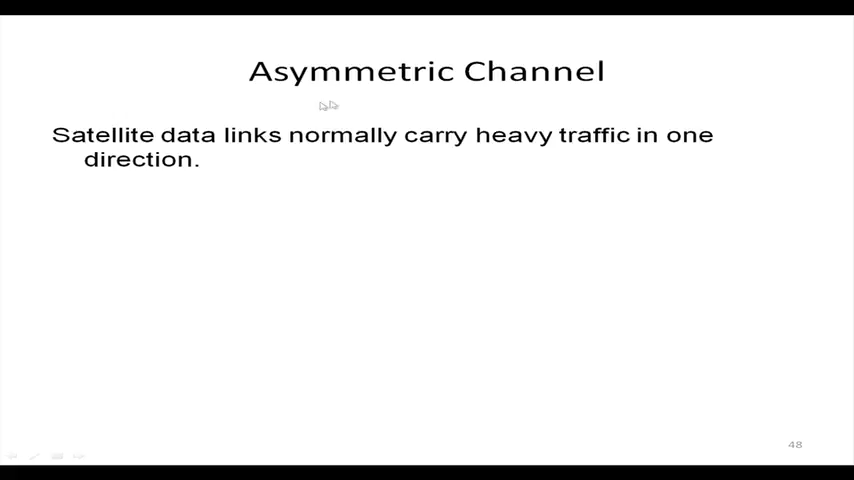 Asymmetric Channel
Satellite data links normally carry heavy traffic in one
direction.
48